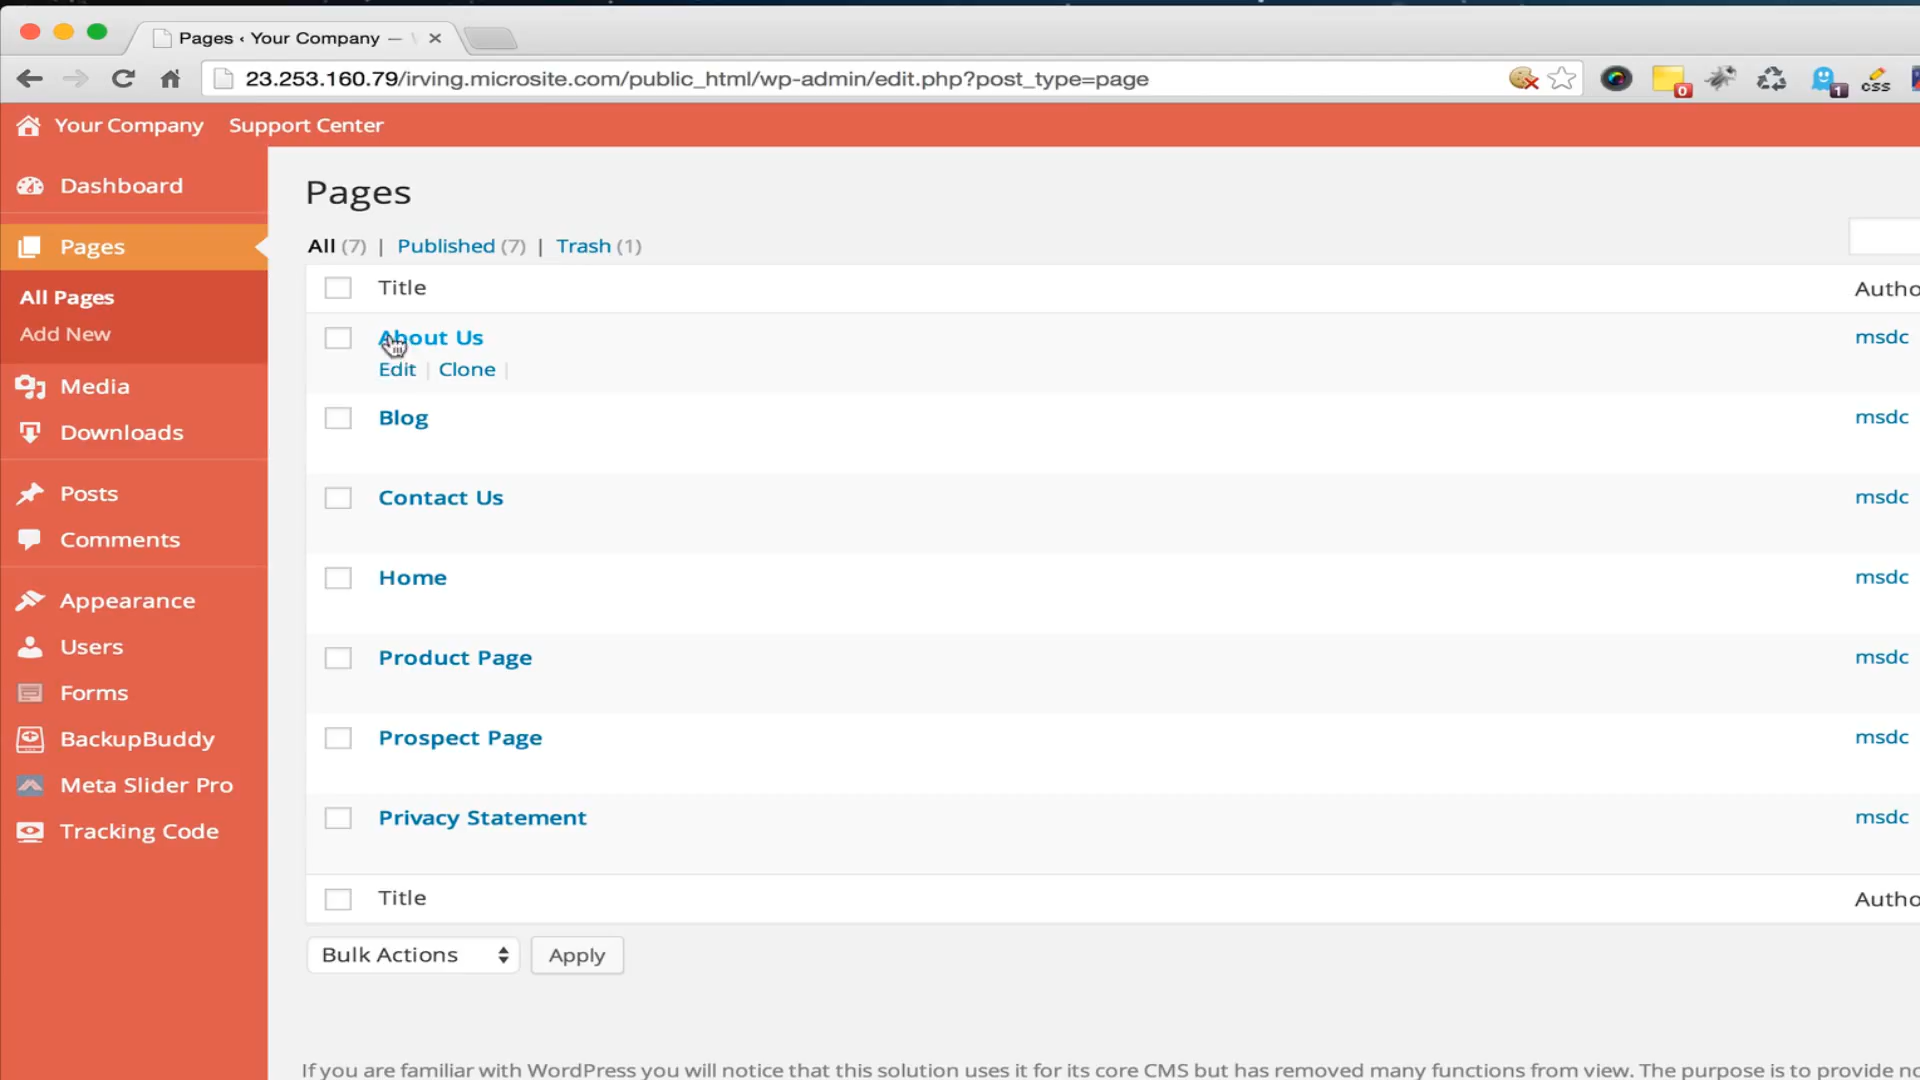 Pages ‹ Your Company —
23.253.160.79/irving.microsite.com/public_html/wp-admin/edit.php?post_type=page
0
1
css
Your Company Support Center
Dashboard
Pages
All Pages
Add New
Media
Downloads
Posts
Comments
Appearance
Users
Forms
BackupBuddy
Meta Slider Pro
Tracking Code
Pages
All (7) | Published (7) | Trash (1)
Title Autho
About Us msdc
Edit | Clone |
Blog msdc
Contact Us msdc
Home msdc
Product Page msdc
Prospect Page msdc
Privacy Statement msdc
Title Autho
Bulk Actions Apply
If you are familiar with WordPress you will notice that this solution uses it for its core CMS but has removed many functions from view. The purpose is to provide